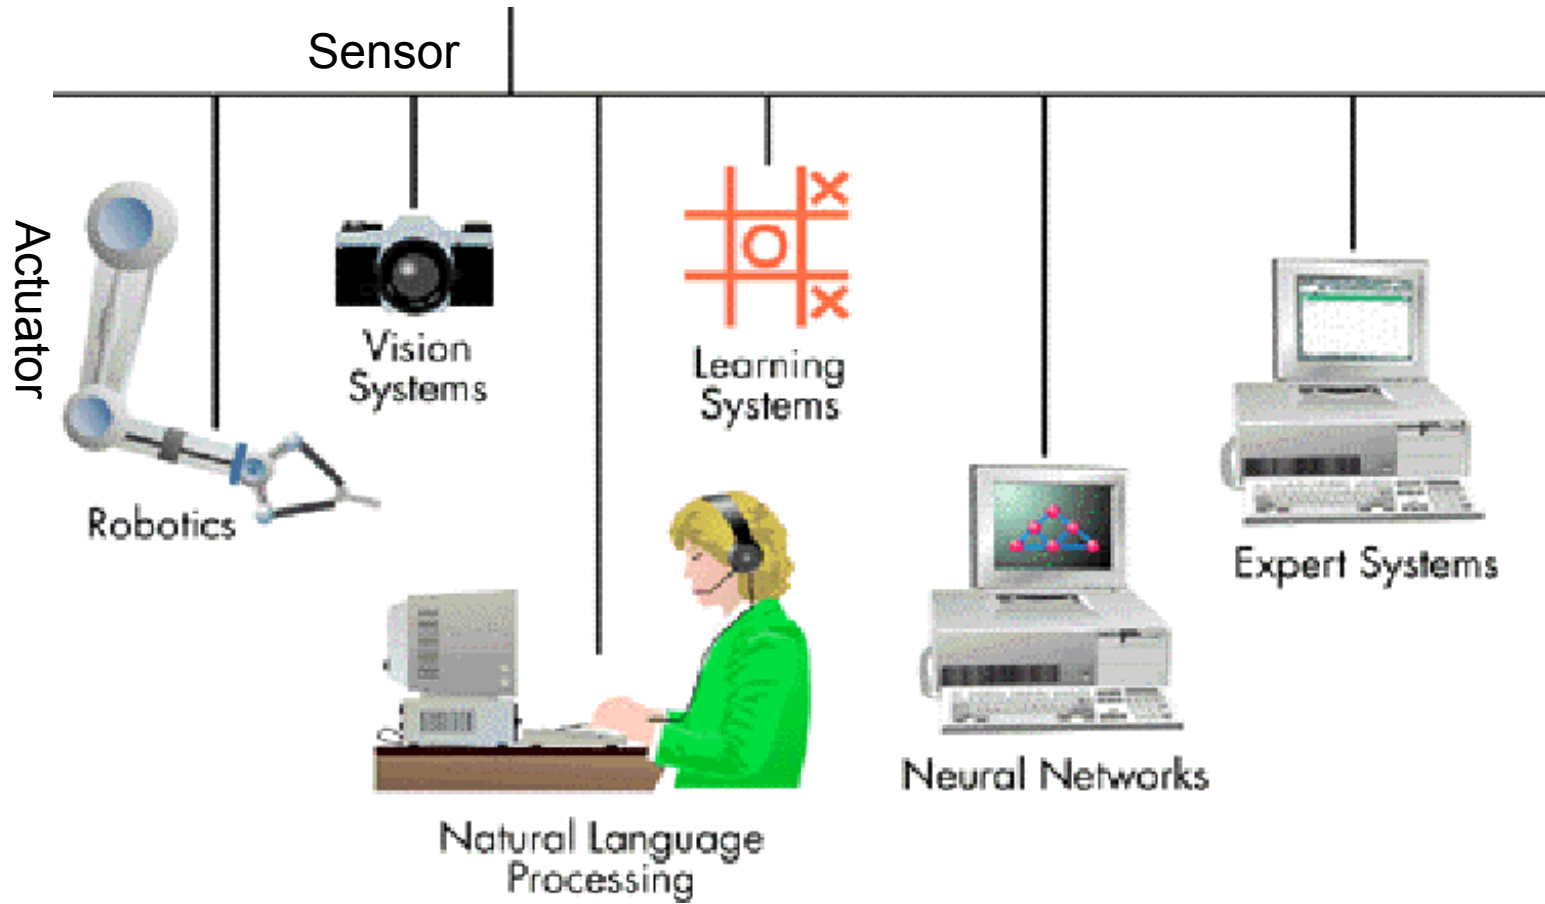 Sensor
Actuator
Vision
Systems
Learning
Systems
Robotics
Expert Systems
Neural Networks
Natural Language
Processing